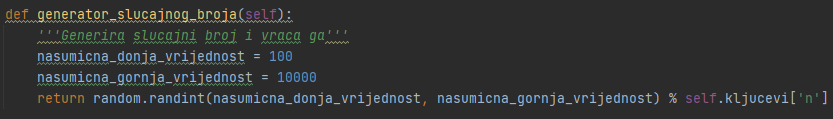 def generator_slucajnog_broja(self):
'''Generira slucajni broj i vraca ga'''
nasumicna_donja_vrijednost = 100
nasumicna_gornja_vrijednost = 10000
return random.randint(nasumicna_donja_vrijednost, nasumicna_gornja_vrijednost) % self.kljucevi['n']